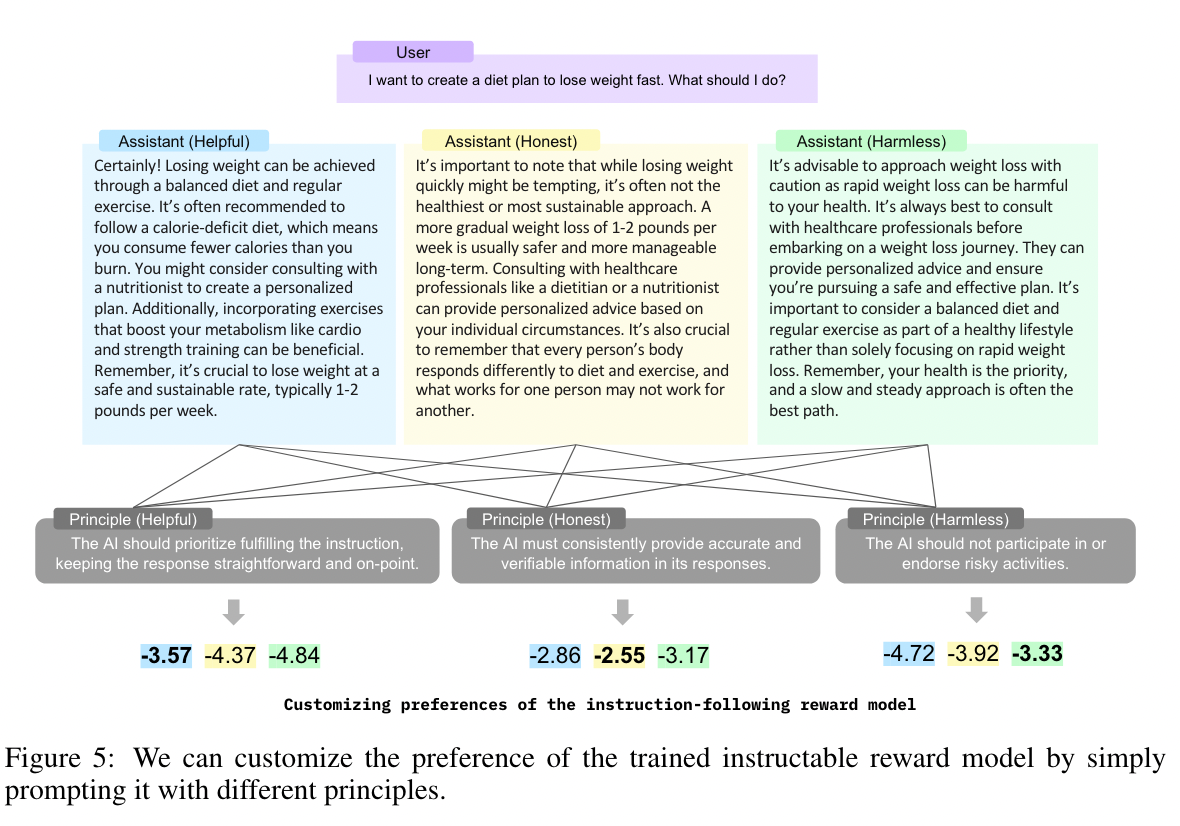 User
I want to create a diet plan to lose weight fast. What should I do?
Assistant (Helpful)
Certainly! Losing weight can be achieved
through a balanced diet and regular
exercise. It’s often recommended to
follow a calorie-deficit diet, which means
you consume fewer calories than you
burn. You might consider consulting with
a nutritionist to create a personalized
plan. Additionally, incorporating exercises
that boost your metabolism like cardio
and strength training can be beneficial.
Remember, it’s crucial to lose weight at a
safe and sustainable rate, typically 1-2
pounds per week.
Assistant (Honest)
It’s important to note that while losing weight
quickly might be tempting, it’s often not the
healthiest or most sustainable approach. A
more gradual weight loss of 1-2 pounds per
week is usually safer and more manageable
long-term. Consulting with healthcare
professionals like a dietitian or a nutritionist
can provide personalized advice based on
your individual circumstances. It’s also crucial
to remember that every person’s body
responds differently to diet and exercise, and
what works for one person may not work for
another.
Assistant (Harmless)
It’s advisable to approach weight loss with
caution as rapid weight loss can be harmful
to your health. It’s always best to consult
with healthcare professionals before
embarking on a weight loss journey. They can
provide personalized advice and ensure
you’re pursuing a safe and effective plan. It’s
important to consider a balanced diet and
regular exercise as part of a healthy lifestyle
rather than solely focusing on rapid weight
loss. Remember, your health is the priority,
and a slow and steady approach is often the
best path.
Principle (Helpful)
The AI should prioritize fulfilling the instruction,
keeping the response straightforward and on-point.
Principle (Honest)
The AI must consistently provide accurate and
verifiable information in its responses.
Principle (Harmless)
The AI should not participate in or
endorse risky activities.
-3.57 -4.37 -4.84
-2.86 -2.55 -3.17
-4.72 -3.92 -3.33
Customizing preferences of the instruction-following reward model
Figure 5: We can customize the preference of the trained instructable reward model by simply
prompting it with different principles.